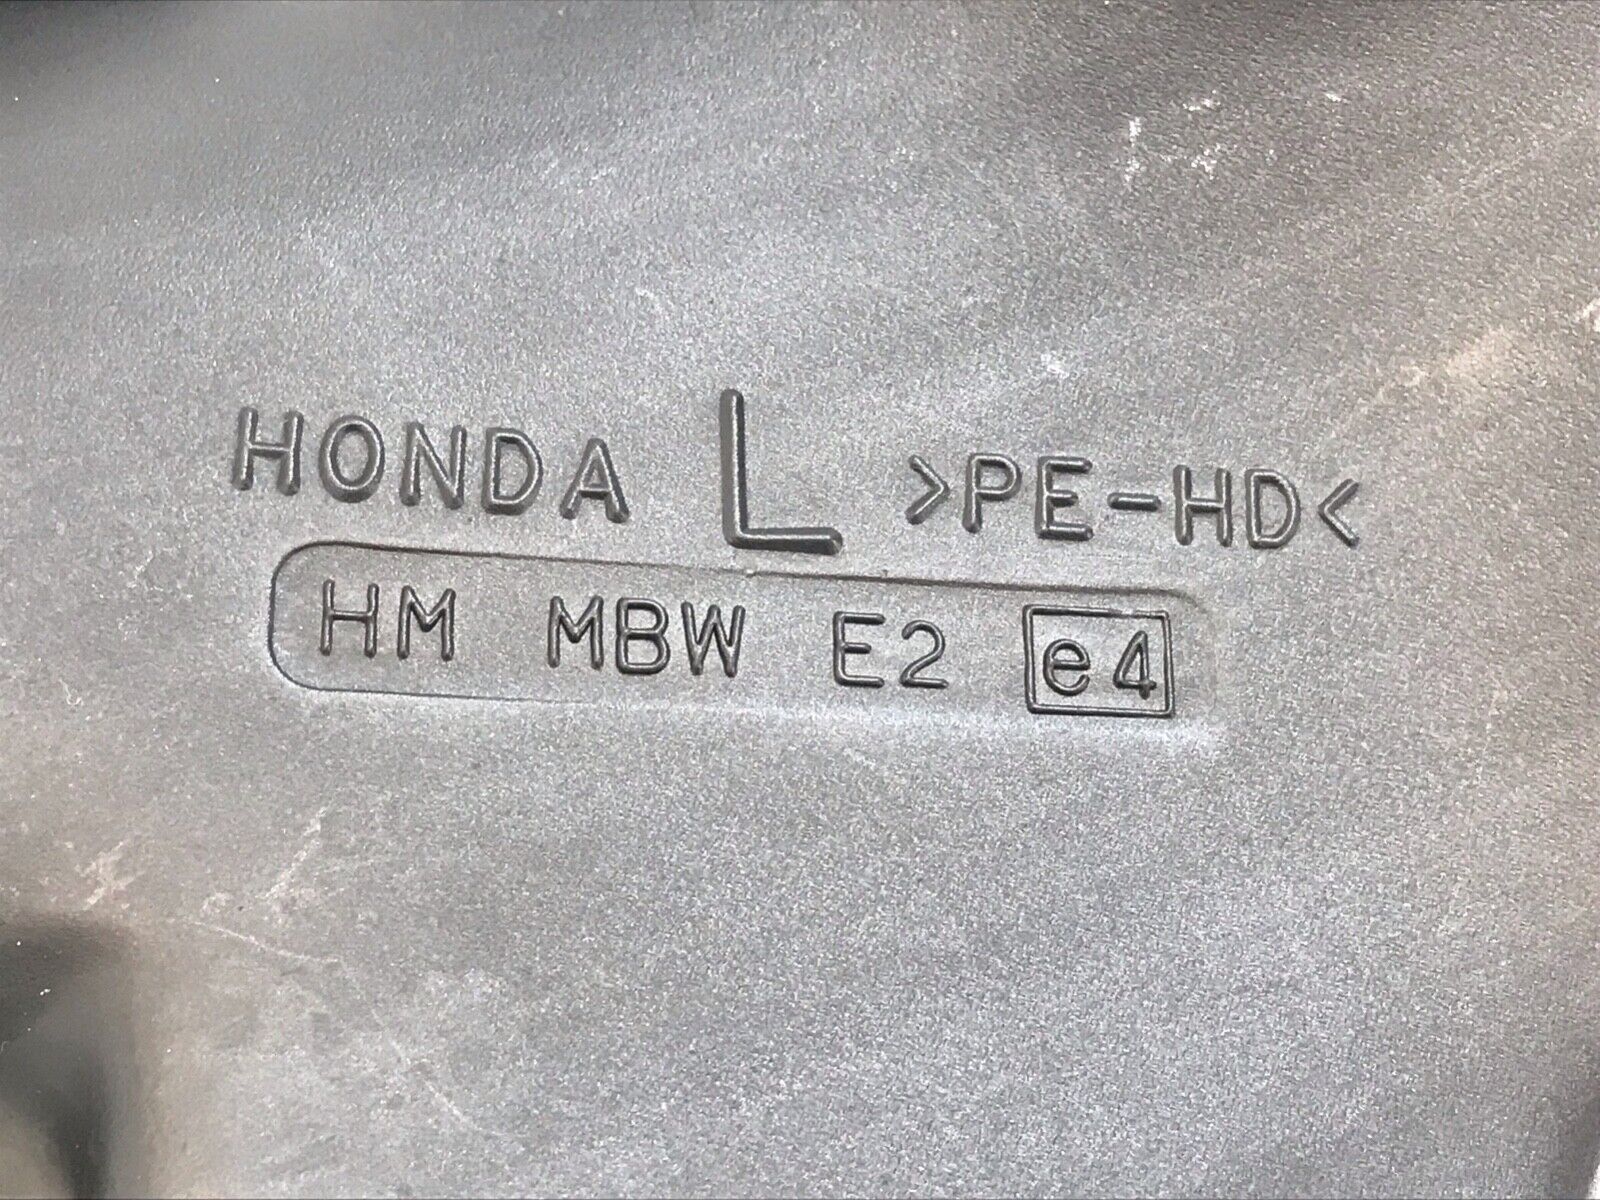 HONDA L >PE-HD<
HM MBW E2 e4